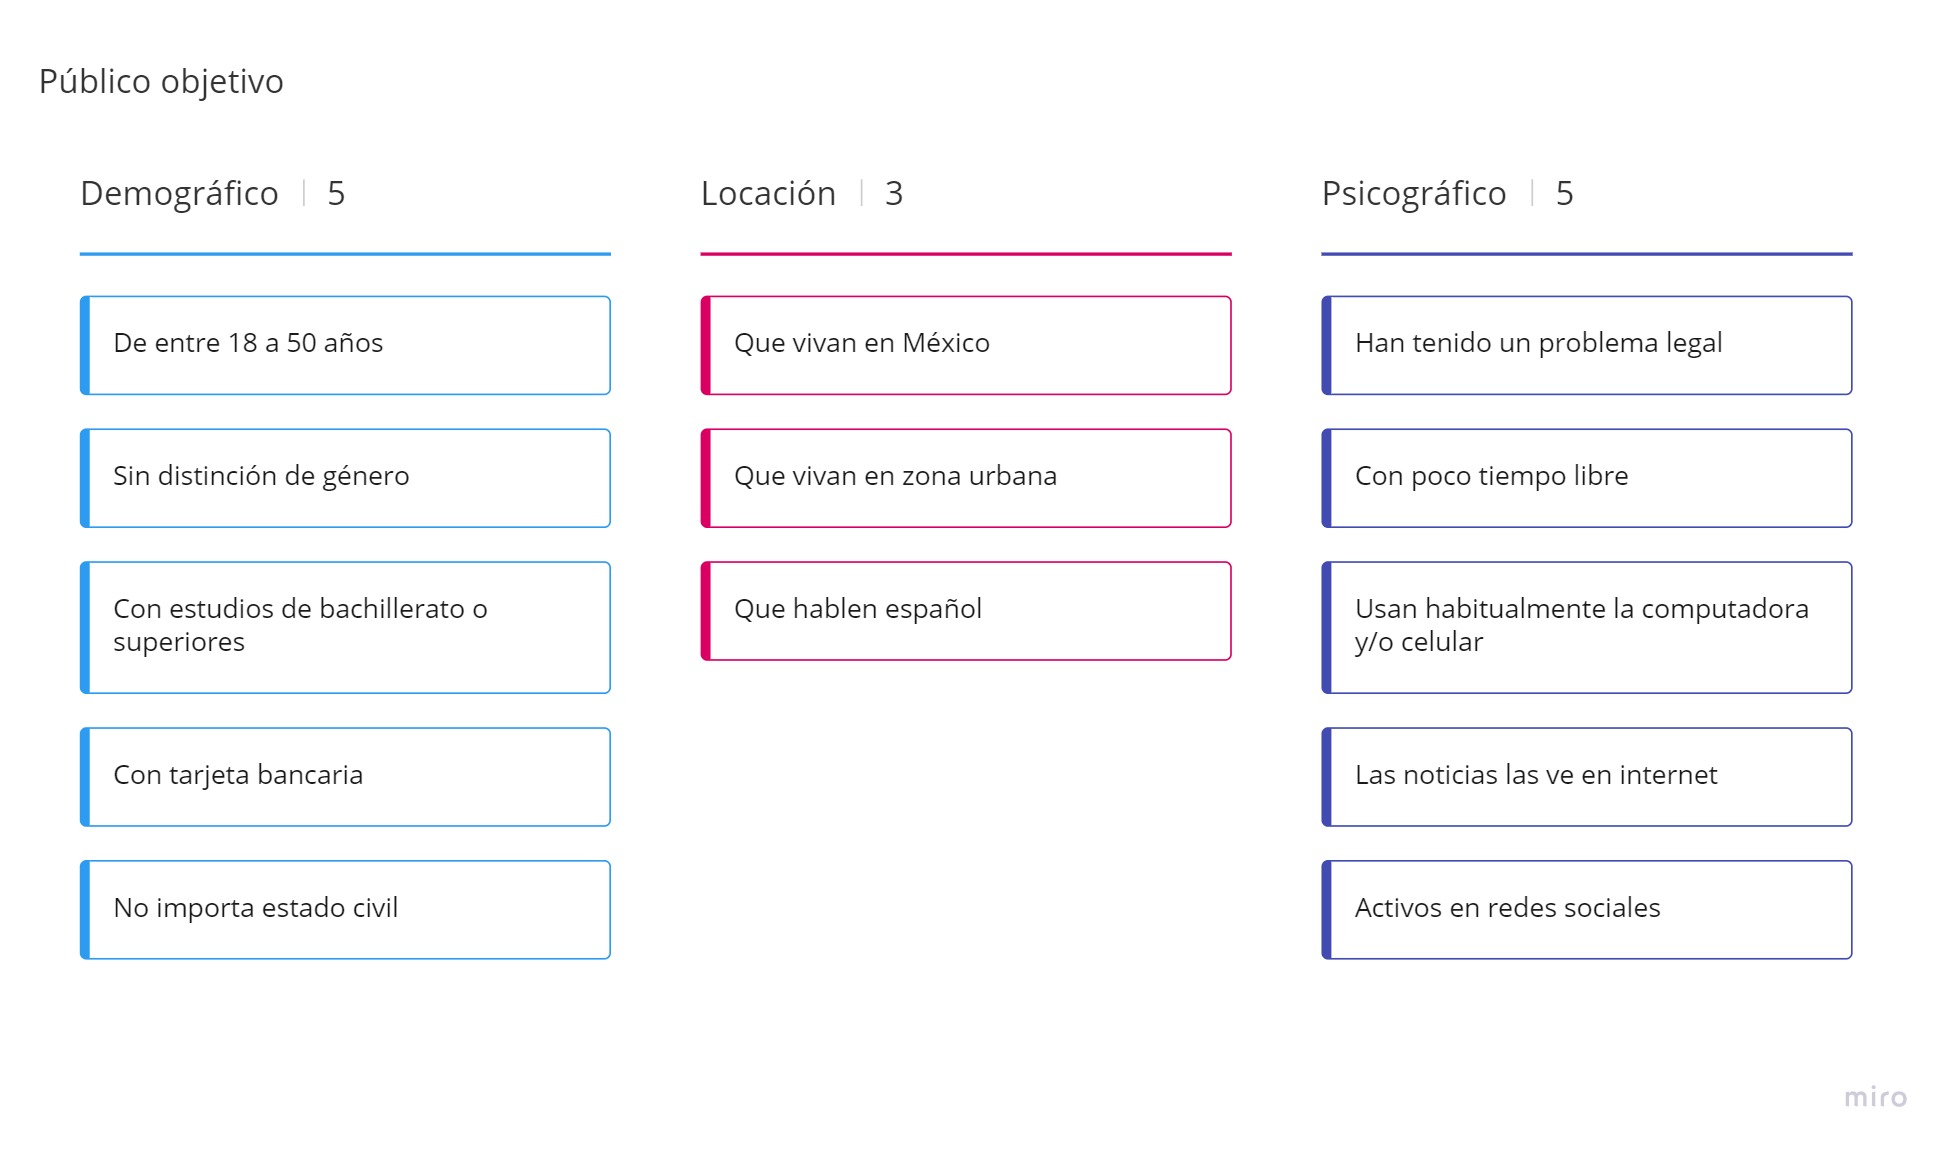 Público objetivo
Demográfico | 5
De entre 18 a 50 años
Sin distinción de género
Con estudios de bachillerato o
superiores
Con tarjeta bancaria
No importa estado civil
Locación | 3
Que vivan en México
Que vivan en zona urbana
Que hablen español
Psicográfico | 5
Han tenido un problema legal
Con poco tiempo libre
Usan habitualmente la computadora
y/o celular
Las noticias las ve en internet
Activos en redes sociales
miro